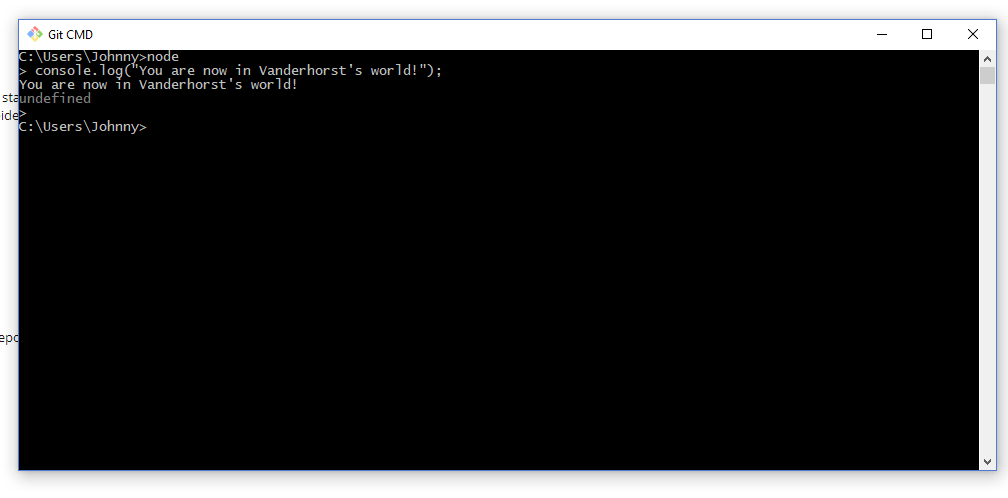 Git CMD
C:\Users\Johnny>node
> console.log("You are now in Vanderhorst's world!");
You are now in Vanderhorst's world!
sta
undefined
ide
>
C:\Users\Johnny>
epo